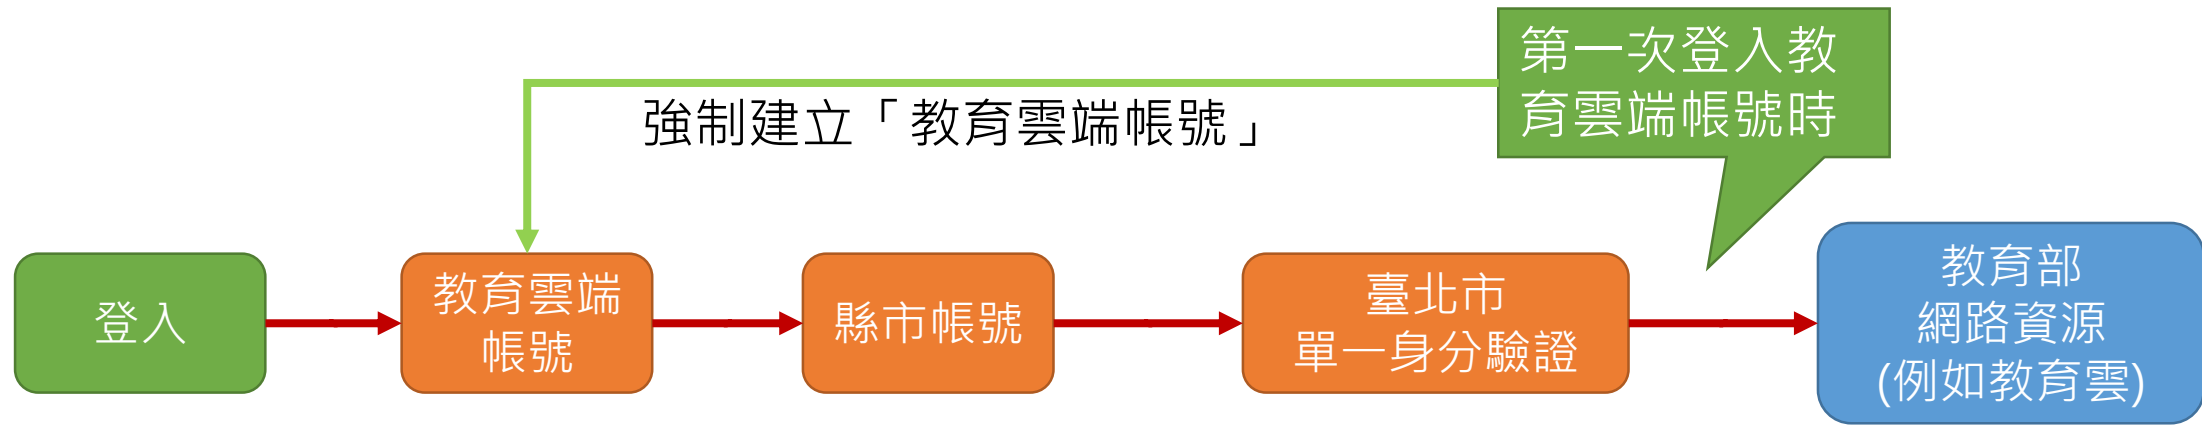 第一次登入教
育雲端帳號時
強制建立「教育雲端帳號」
登入
教育雲端
帳號
縣市帳號
臺北市
單一身分驗證
教育部
網路資源
(例如教育雲)